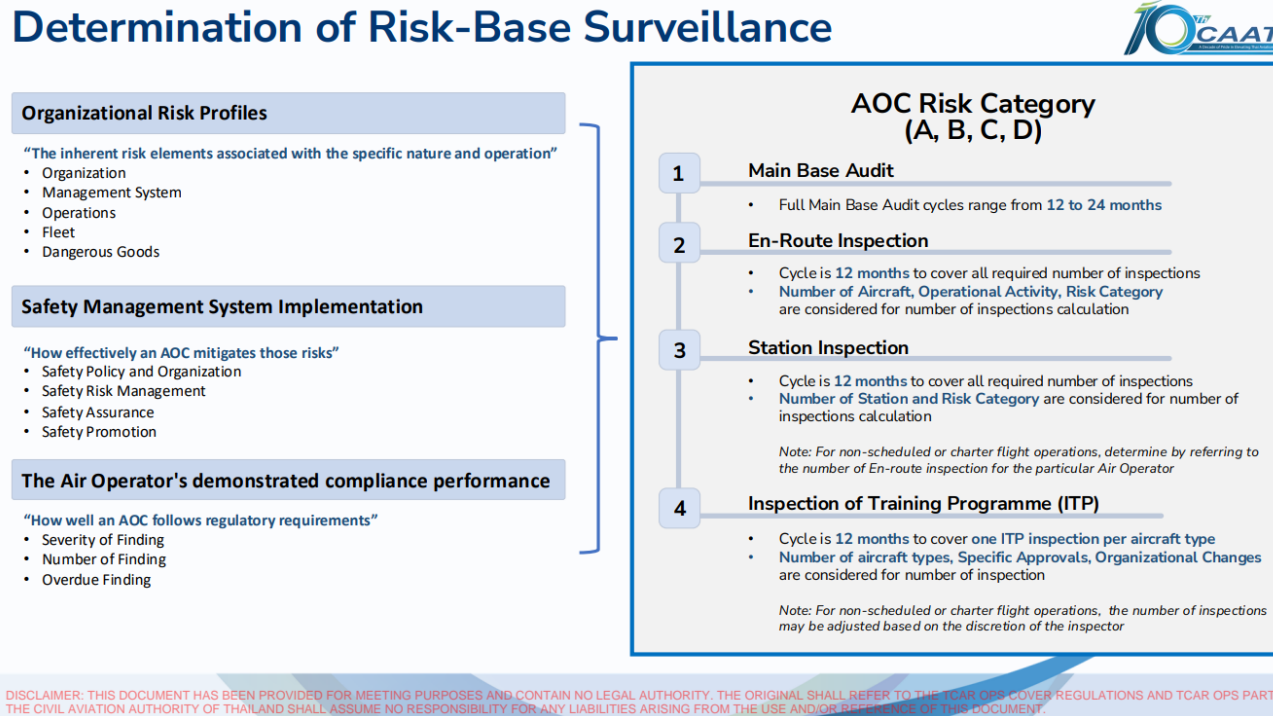 Determination of Risk-Base Surveillance
10
Th
CAAT
Organizational Risk Profiles
“The inherent risk elements associated with the specific nature and operation”
• Organization
• Management System
• Operations
• Fleet
• Dangerous Goods
Safety Management System Implementation
“How effectively an AOC mitigates those risks”
• Safety Policy and Organization
• Safety Risk Management
• Safety Assurance
• Safety Promotion
The Air Operator's demonstrated compliance performance
“How well an AOC follows regulatory requirements”
• Severity of Finding
• Number of Finding
• Overdue Finding
AOC Risk Category
(A, B, C, D)
1
Main Base Audit
• Full Main Base Audit cycles range from 12 to 24 months
2
En-Route Inspection
• Cycle is 12 months to cover all required number of inspections
• Number of Aircraft, Operational Activity, Risk Category
are considered for number of inspections calculation
3
Station Inspection
• Cycle is 12 months to cover all required number of inspections
• Number of Station and Risk Category are considered for number of
inspections calculation
Note: For non-scheduled or charter flight operations, determine by referring to
the number of En-route inspection for the particular Air Operator
4
Inspection of Training Programme (ITP)
• Cycle is 12 months to cover one ITP inspection per aircraft type
• Number of aircraft types, Specific Approvals, Organizational Changes
are considered for number of inspection
Note: For non-scheduled or charter flight operations, the number of inspections
may be adjusted based on the discretion of the inspector
DISCLAIMER: THIS DOCUMENT HAS BEEN PROVIDED FOR MEETING PURPOSES AND CONTAIN NO LEGAL AUTHORITY. THE ORIGINAL SHALL REFER TO THE TCAR OPS COVER REGULATIONS AND TCAR OPS PART
THE CIVIL AVIATION AUTHORITY OF THAILAND SHALL ASSUME NO RESPONSIBILITY FOR ANY LIABILITIES ARISING FROM THE USE AND/OR REFERENCE OF THIS DOCUMENT.